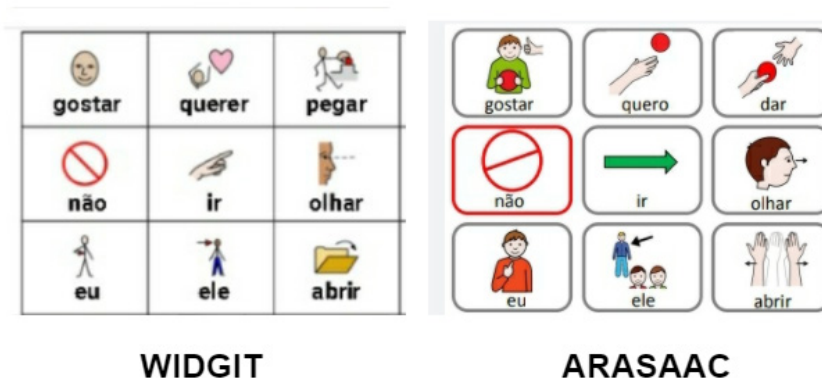 gostar querer pegar
não ir olhar
eu ele abrir
gostar quero dar
não ir olhar
eu ele abrir
WIDGIT
ARASAAC